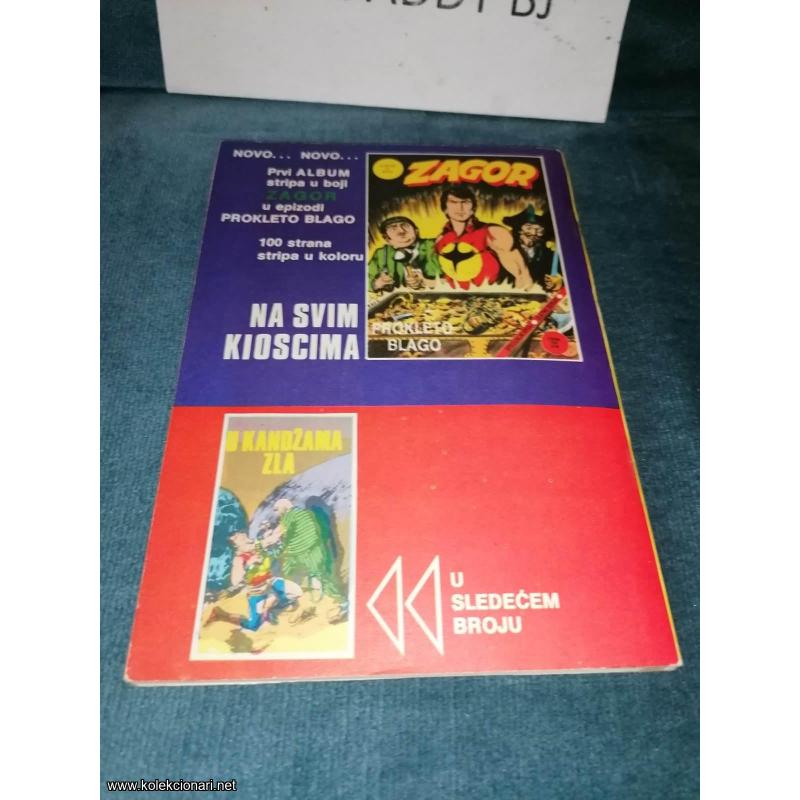 BJ
NOVO... NOVO...
Prvi ALBUM
stripa u boji
ZAGOR
u epizodi
PROKLETO BLAGO
100 strana
stripa u koloru
NA SVIM
KIOSCIMA
ZAGOR
PROKLETO
BLAGO
U KANDŽAMA
ZLA
U
SLEDEĆEM
BROJU
www.kolekcionari.net